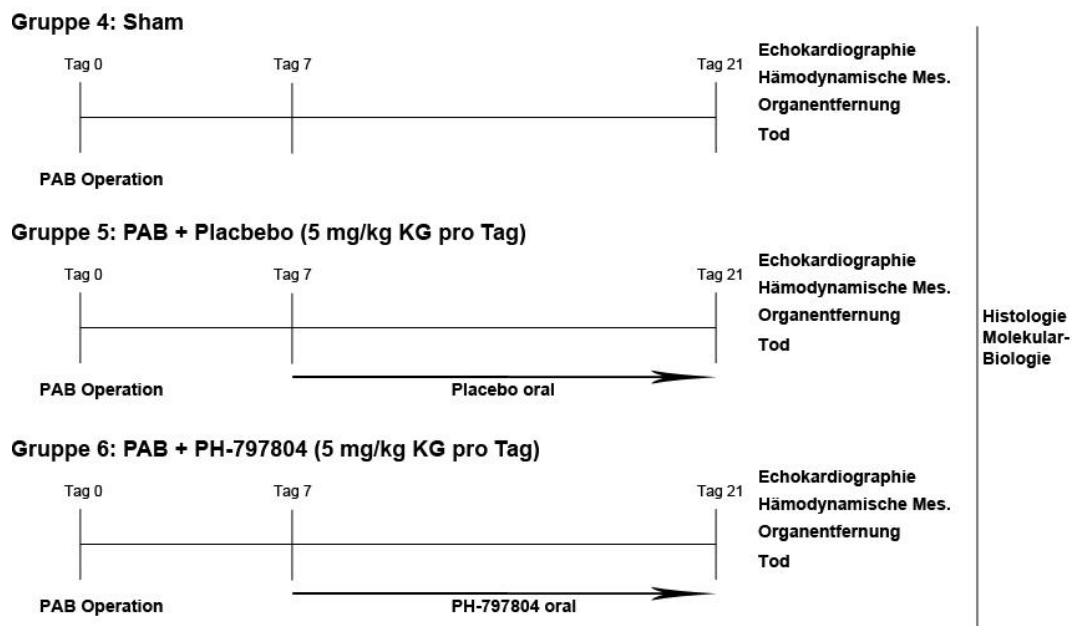 Gruppe 4: Sham
Tag 0
Tag 7
Tag 21
Echokardiographie
Hämodynamische Mes.
Organentfernung
Tod
PAB Operation
Gruppe 5: PAB + Placbebo (5 mg/kg KG pro Tag)
Tag 0
Tag 7
Tag 21
Echokardiographie
Hämodynamische Mes.
Organentfernung
Tod
PAB Operation
Placebo oral
Gruppe 6: PAB + PH-797804 (5 mg/kg KG pro Tag)
Tag 0
Tag 7
Tag 21
Echokardiographie
Hämodynamische Mes.
Organentfernung
Tod
PAB Operation
PH-797804 oral
Histologie
Molekular-
Biologie